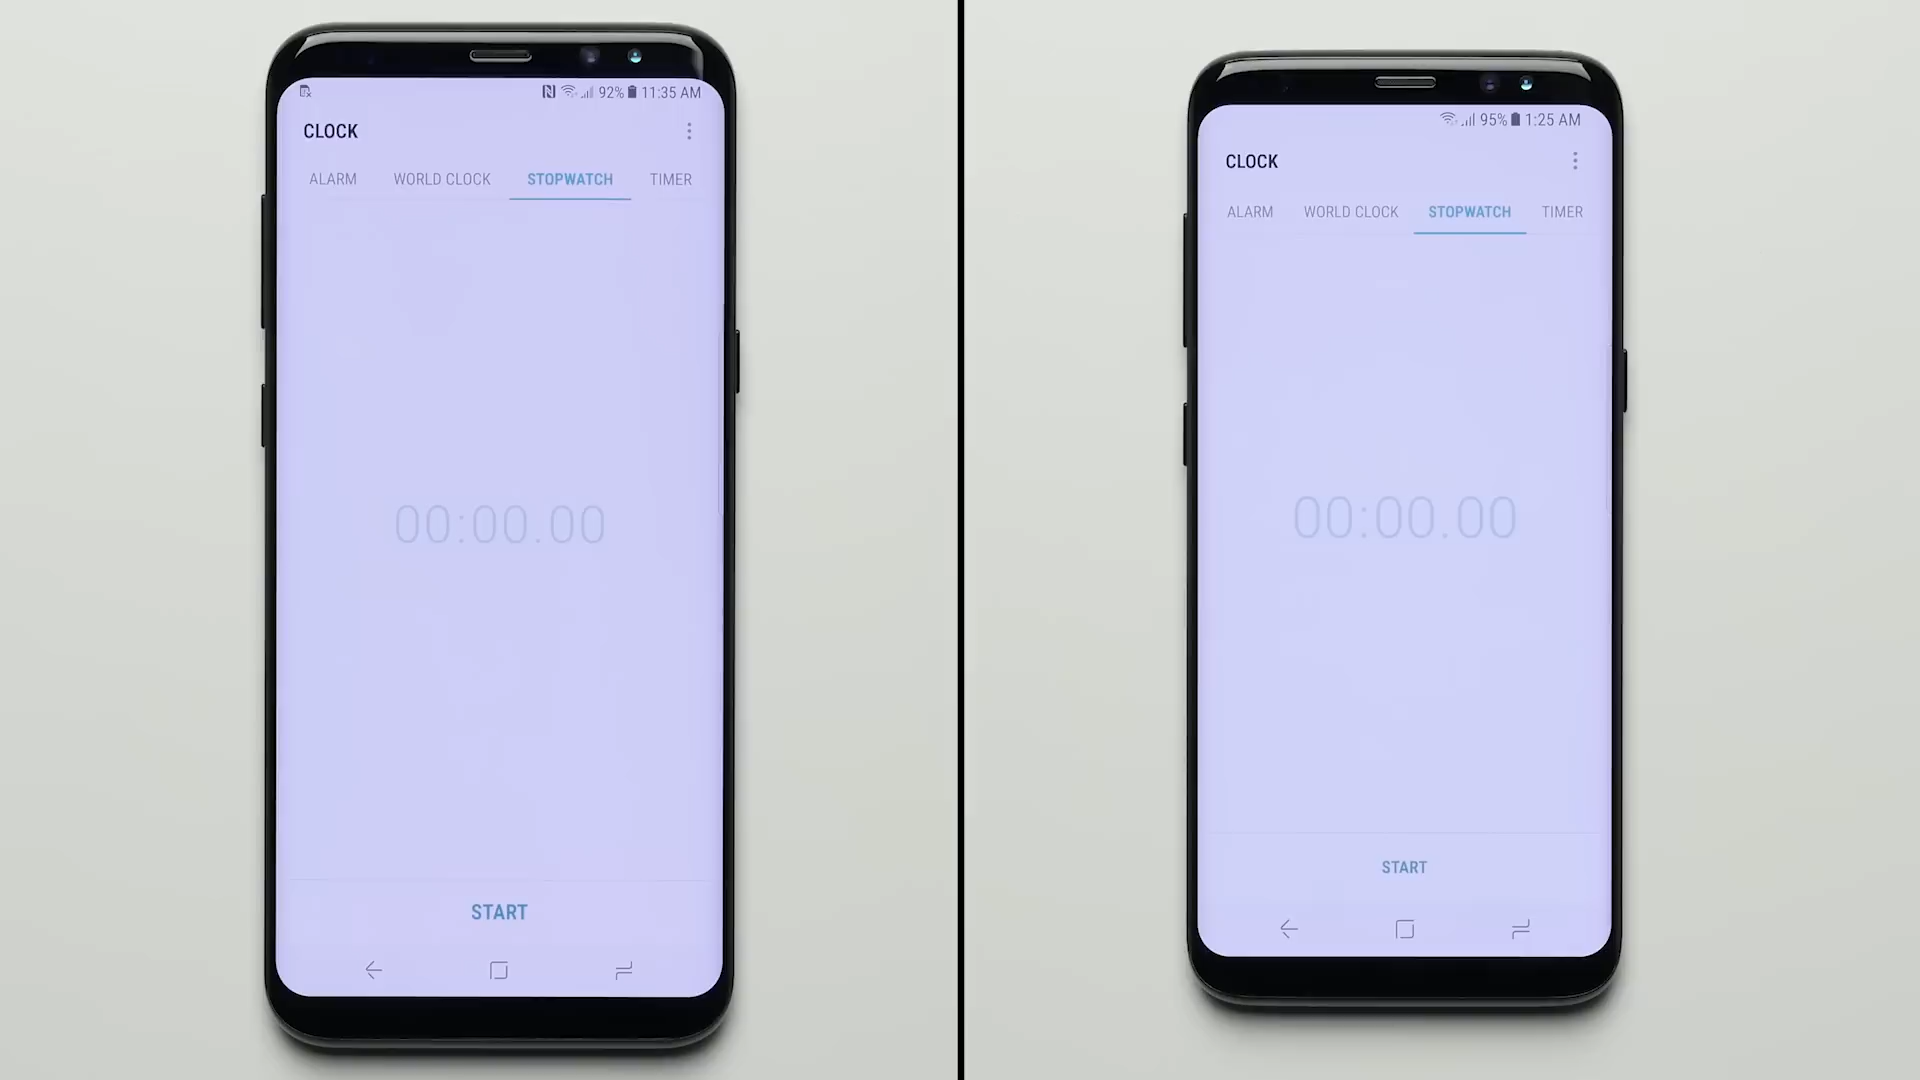 92% 11:35 AM
CLOCK
ALARM WORLD CLOCK STOPWATCH TIMER
00:00.00
START
95% 1:25 AM
CLOCK
ALARM WORLD CLOCK STOPWATCH TIMER
00:00.00
START